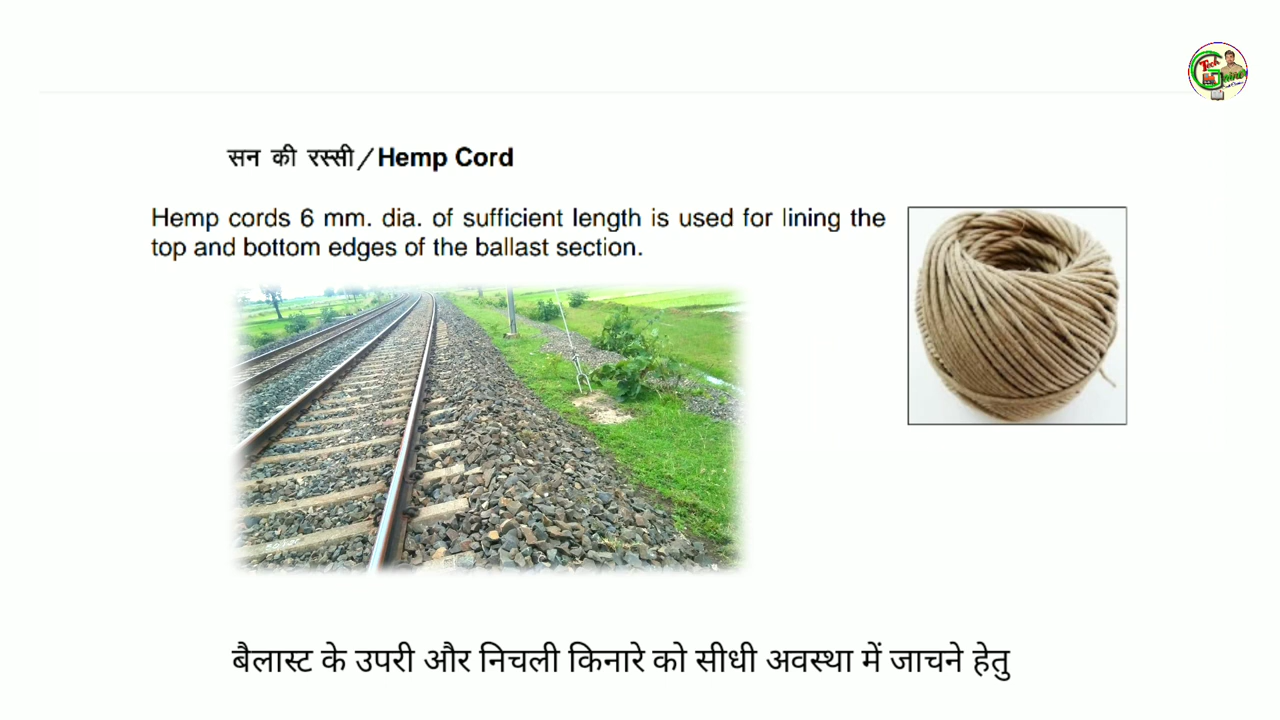 सन की रस्सी/Hemp Cord
Hemp cords 6 mm. dia. of sufficient length is used for lining the
top and bottom edges of the ballast section.
बैलास्ट के उपरी और निचली किनारे को सीधी अवस्था में जाचने हेतु
Tech